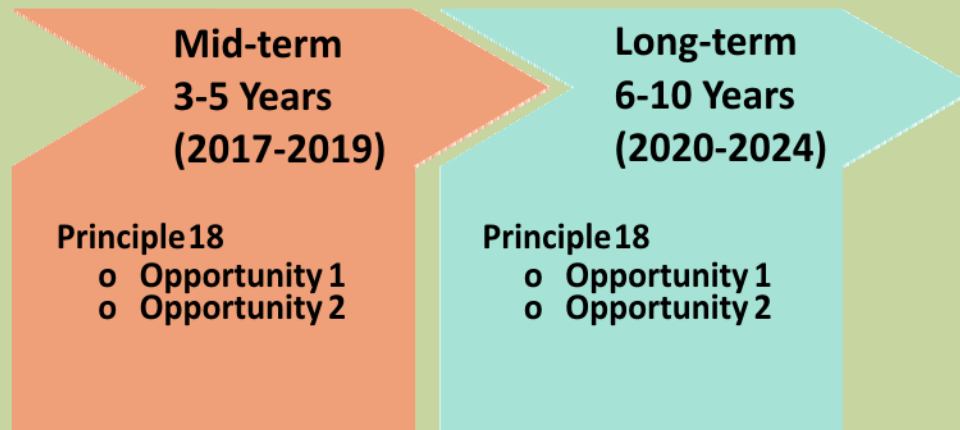 Mid-term
3-5 Years
(2017-2019)
Principle 18
o Opportunity 1
o Opportunity 2
Long-term
6-10 Years
(2020-2024)
Principle 18
o Opportunity 1
o Opportunity 2